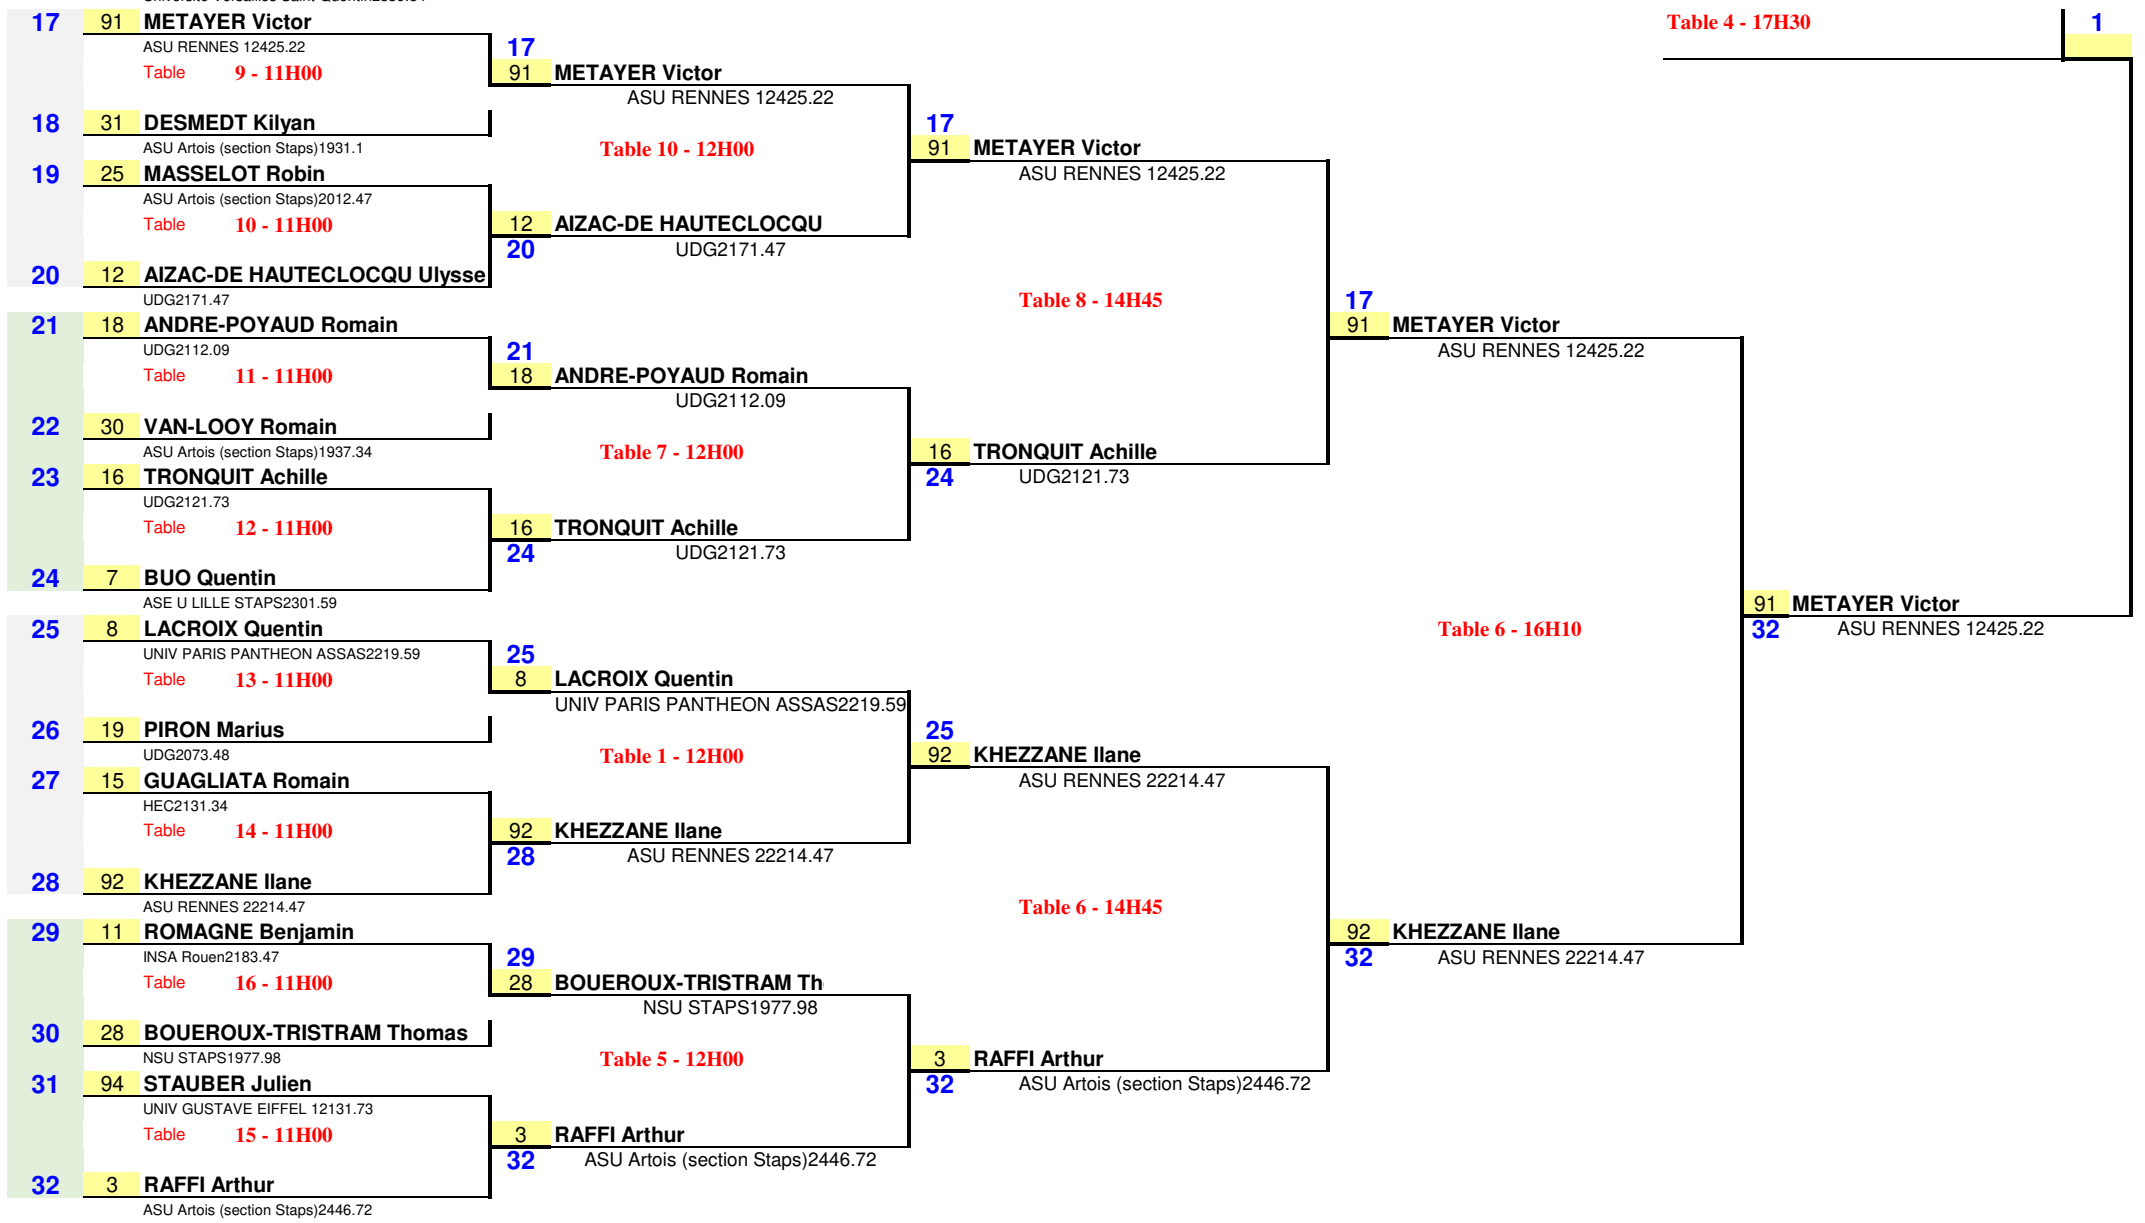 17 91 METAYER Victor
Table 4 - 17H30 1
ASU RENNES 12425.22
17
Table 9 - 11H00
91 METAYER Victor
ASU RENNES 12425.22
18 31 DESMEDT Kilyan
17
ASU Artois (section Staps)1931.1
Table 10 - 12H00
91 METAYER Victor
19 25 MASSELOT Robin
ASU RENNES 12425.22
ASU Artois (section Staps)2012.47
Table 10 - 11H00
12 AIZAC-DE HAUTECLOCQU
20 UDG2171.47
20 12 AIZAC-DE HAUTECLOCQU Ulysse
UDG2171.47
Table 8 - 14H45
17
21 18 ANDRE-POYAUD Romain
91 METAYER Victor
UDG2112.09
21
ASU RENNES 12425.22
Table 11 - 11H00
18 ANDRE-POYAUD Romain
UDG2112.09
22 30 VAN-LOOY Romain
ASU Artois (section Staps)1937.34
Table 7 - 12H00
16 TRONQUIT Achille
23 16 TRONQUIT Achille
24 UDG2121.73
UDG2121.73
Table 12 - 11H00
16 TRONQUIT Achille
24 UDG2121.73
24 7 BUO Quentin
ASE U LILLE STAPS2301.59
91 METAYER Victor
25 8 LACROIX Quentin
Table 6 - 16H10
32 ASU RENNES 12425.22
UNIV PARIS PANTHEON ASSAS2219.59
25
Table 13 - 11H00
8 LACROIX Quentin
UNIV PARIS PANTHEON ASSAS2219.59
26 19 PIRON Marius
25
UDG2073.48
Table 1 - 12H00
92 KHEZZANE Ilane
27 15 GUAGLIATA Romain
ASU RENNES 22214.47
HEC2131.34
Table 14 - 11H00
92 KHEZZANE Ilane
28 ASU RENNES 22214.47
28 92 KHEZZANE Ilane
ASU RENNES 22214.47
Table 6 - 14H45
29 11 ROMAGNE Benjamin
92 KHEZZANE Ilane
INSA Rouen2183.47
29
32 ASU RENNES 22214.47
Table 16 - 11H00
28 BOUEROUX-TRISTRAM Th
NSU STAPS1977.98
30 28 BOUEROUX-TRISTRAM Thomas
NSU STAPS1977.98
Table 5 - 12H00
3 RAFFI Arthur
31 94 STAUBER Julien
32 ASU Artois (section Staps)2446.72
UNIV GUSTAVE EIFFEL 12131.73
Table 15 - 11H00
3 RAFFI Arthur
32 ASU Artois (section Staps)2446.72
32 3 RAFFI Arthur
ASU Artois (section Staps)2446.72